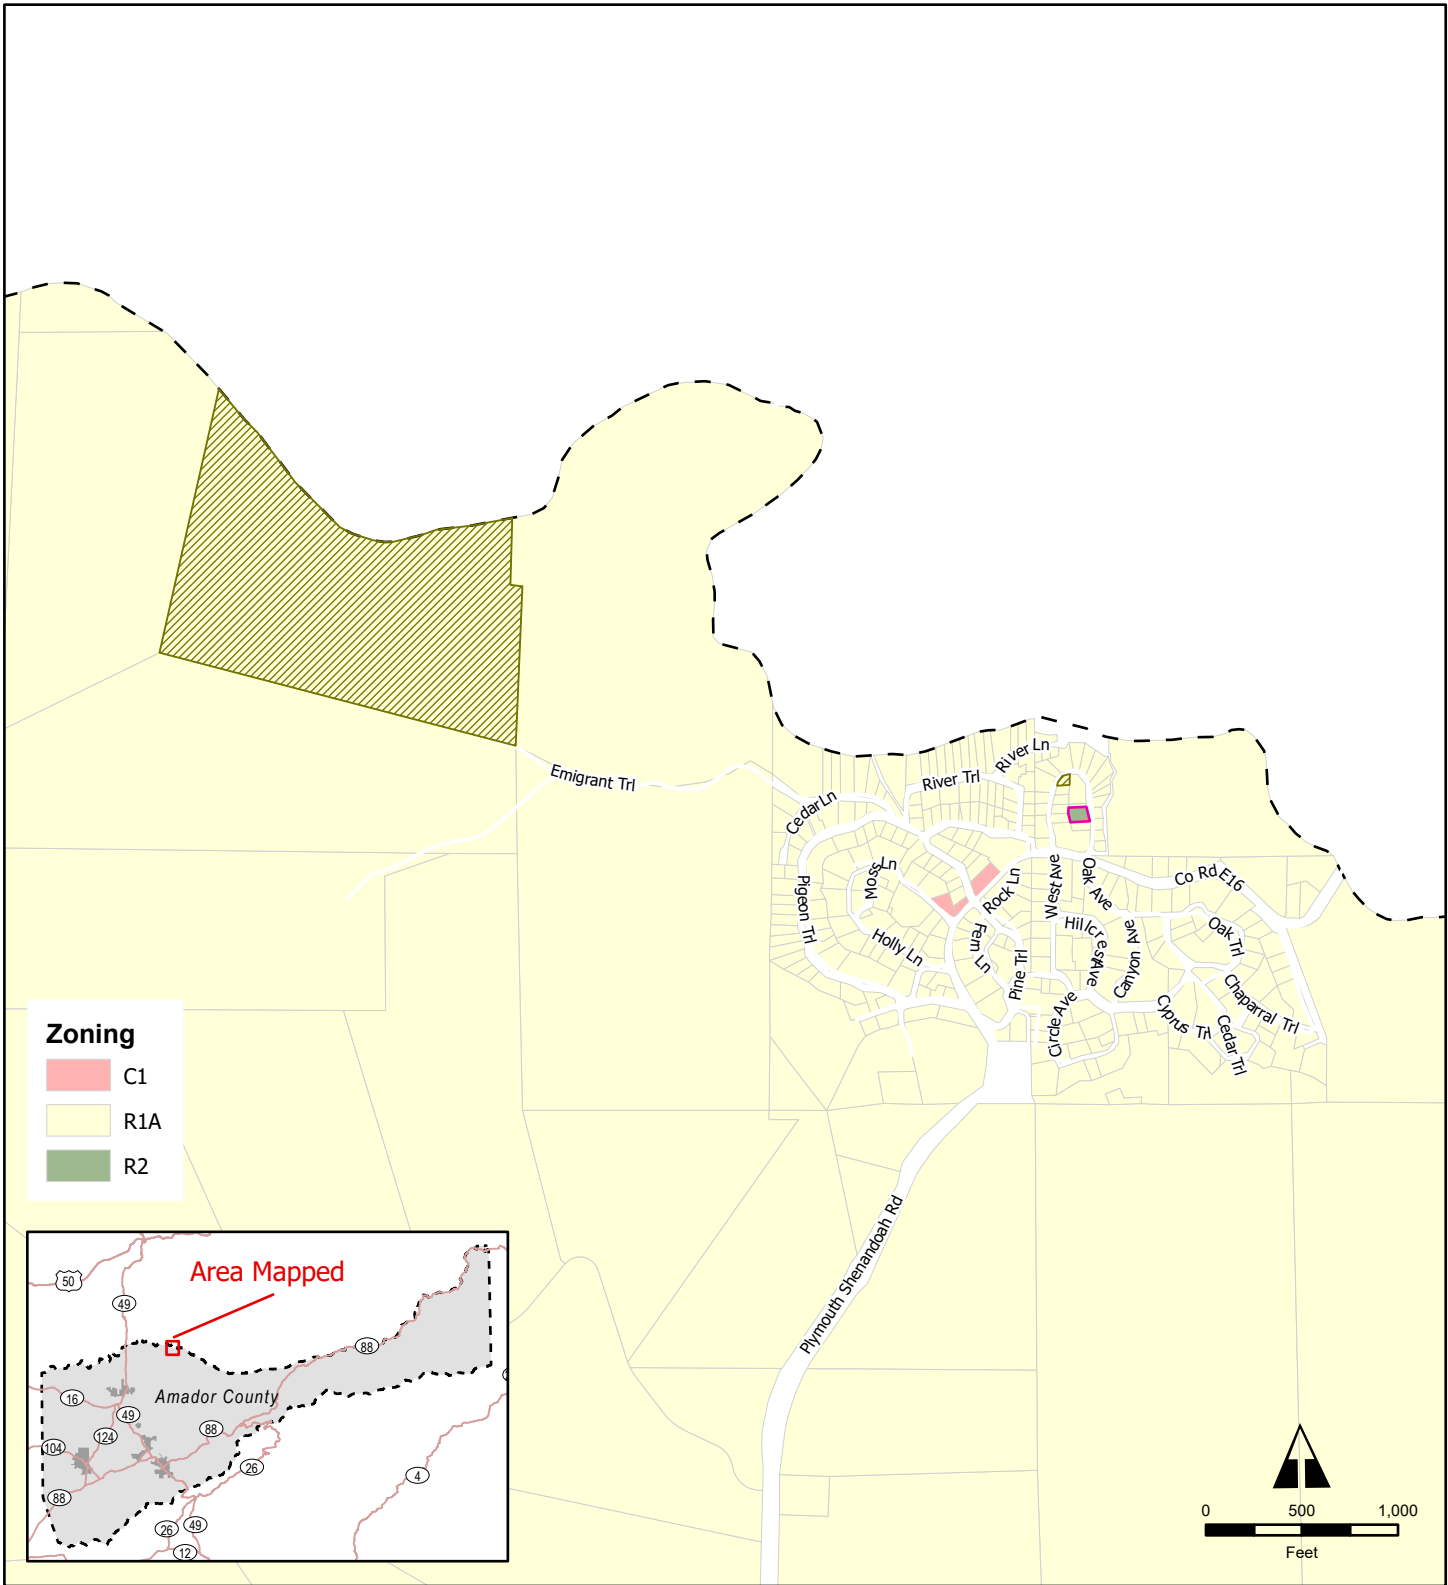 River Ln
River Trl
Emigrant Trl
Cedar Ln
Moss Ln
Rock Ln
West Ave
Oak Ave
Co Rd E16
Pigeon Trl
Holly Ln
Fern Ln
Pine Trl
Hillcrest Ave
Canyon Ave
Oak Trl
Chaparral Trl
Circle Ave
Cyprus Trl
Cedar Trl
Plymouth Shenandoah Rd
Zoning
C1
R1A
R2
Area Mapped
50
49
88
16
Amador County
49
124
88
104
26
4
88
26
49
12
0 500 1,000
Feet